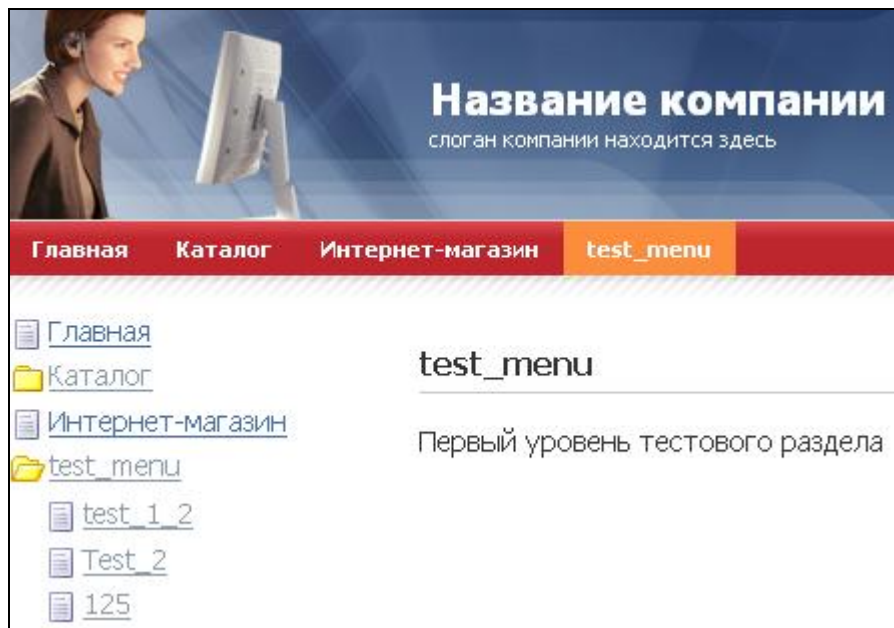 Название компании
слоган компании находится здесь
Главная Каталог Интернет-магазин test_menu
Главная
Каталог
Интернет-магазин
test_menu
test_1_2
Test_2
125
test_menu
Первый уровень тестового раздела